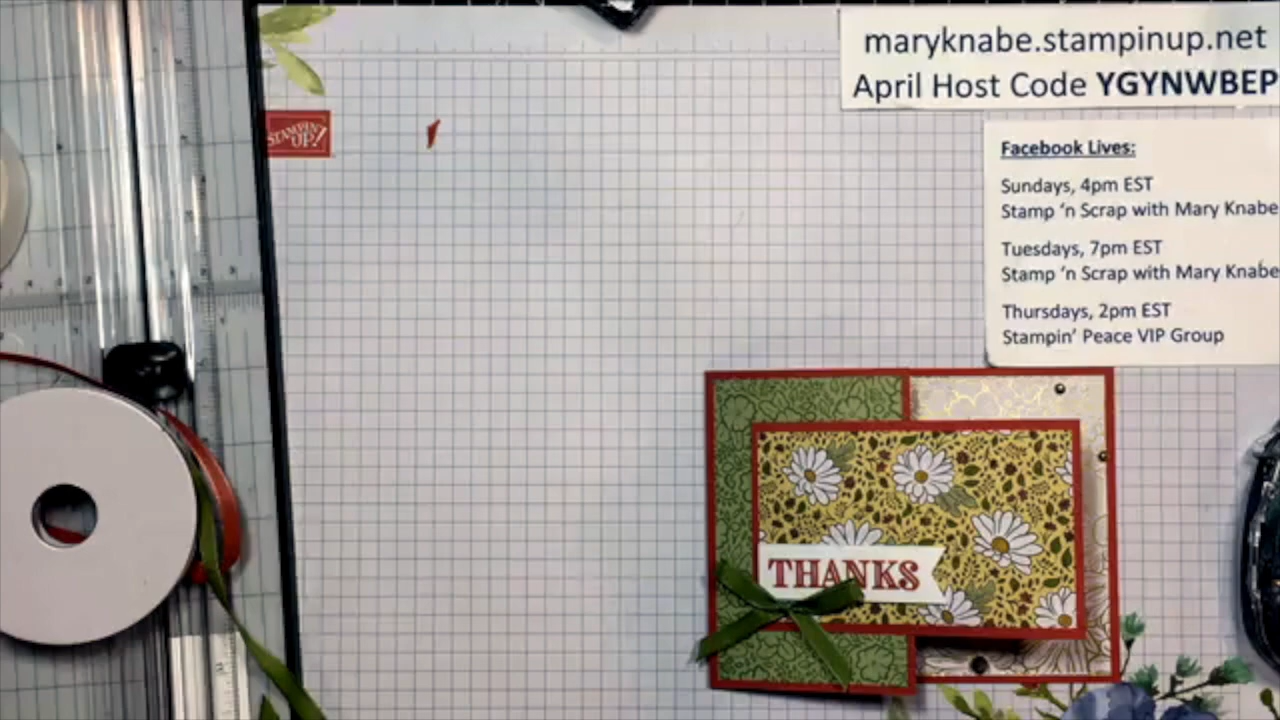 maryknabe.stampinup.net
April Host Code YGYNWBEP
STAMPIN'
UP!
Facebook Lives:
Sundays, 4pm EST
Stamp 'n Scrap with Mary Knabe
Tuesdays, 7pm EST
Stamp 'n Scrap with Mary Knabe
Thursdays, 2pm EST
Stampin' Peace VIP Group
THANKS